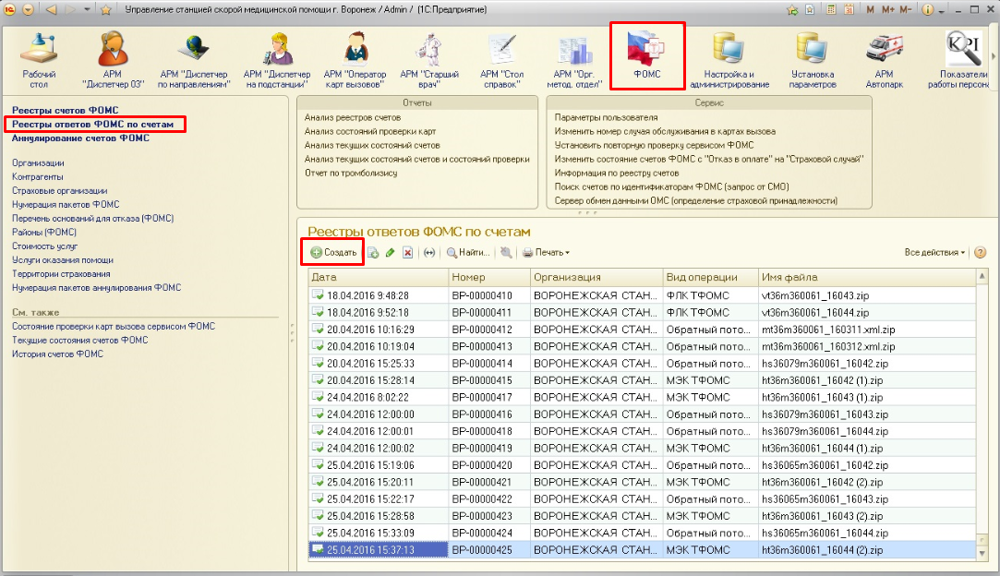 Управление станцией скорой медицинской помощи г. Воронеж / Admin / (1С:Предприятие)
M M+ M-
Рабочий стол
АРМ "Диспетчер 03"
АРМ "Диспетчер по направлениям"
АРМ "Диспетчер на подстанции"
АРМ "Оператор карт вызовов"
АРМ "Старший врач"
АРМ "Стол справок"
АРМ "Орг. метод. отдел"
ФОМС
Настройка и администрирование
Установка параметров
АРМ Автопарк
KPI
Показатели работы персона
Реестры счетов ФОМС
Реестры ответов ФОМС по счетам
Аннулирование счетов ФОМС
Организации
Контрагенты
Страховые организации
Нумерация пакетов ФОМС
Перечень оснований для отказа (ФОМС)
Районы (ФОМС)
Стоимость услуг
Услуги оказания помощи
Территории страхования
Нумерация пакетов аннулирования ФОМС
См. также
Состояние проверки карт вызова сервисом ФОМС
Текущие состояния счетов ФОМС
История счетов ФОМС
Отчеты
Анализ реестров счетов
Анализ состояний проверки карт
Анализ текущих состояний счетов
Анализ текущих состояний счетов и состояний проверки
Отчет по тромболизису
Сервис
Параметры пользователя
Изменить номер случая обслуживания в картах вызова
Установить повторную проверку сервисом ФОМС
Изменить состояние счетов ФОМС с "Отказ в оплате" на "Страховой случай"
Информация по реестру счетов
Поиск счетов по идентификаторам ФОМС (запрос от СМО)
Сервер обмен данными ОМС (определение страховой принадлежности)
Реестры ответов ФОМС по счетам
Создать Найти... Печать Все действия
Дата Номер Организация Вид операции Имя файла
18.04.2016 9:48:28 ВР-00000410 ВОРОНЕЖСКАЯ СТАН... ФЛК ТФОМС vt36m360061_16043.zip
18.04.2016 9:52:18 ВР-00000411 ВОРОНЕЖСКАЯ СТАН... ФЛК ТФОМС vt36m360061_16044.zip
20.04.2016 10:16:29 ВР-00000412 ВОРОНЕЖСКАЯ СТАН... Обратный пото... mt36m360061_160311.xml.zip
20.04.2016 10:19:04 ВР-00000413 ВОРОНЕЖСКАЯ СТАН... Обратный пото... mt36m360061_160312.xml.zip
20.04.2016 15:25:33 ВР-00000414 ВОРОНЕЖСКАЯ СТАН... Обратный пото... hs36079m360061_16042.zip
20.04.2016 15:28:14 ВР-00000415 ВОРОНЕЖСКАЯ СТАН... МЭК ТФОМС ht36m360061_16042 (1).zip
24.04.2016 8:02:22 ВР-00000417 ВОРОНЕЖСКАЯ СТАН... МЭК ТФОМС ht36m360061_16043 (1).zip
24.04.2016 12:00:00 ВР-00000416 ВОРОНЕЖСКАЯ СТАН... Обратный пото... hs36079m360061_16043.zip
24.04.2016 12:00:01 ВР-00000418 ВОРОНЕЖСКАЯ СТАН... Обратный пото... hs36079m360061_16044.zip
24.04.2016 12:00:02 ВР-00000419 ВОРОНЕЖСКАЯ СТАН... МЭК ТФОМС ht36m360061_16044 (1).zip
25.04.2016 15:19:06 ВР-00000420 ВОРОНЕЖСКАЯ СТАН... Обратный пото... hs36065m360061_16042.zip
25.04.2016 15:20:11 ВР-00000421 ВОРОНЕЖСКАЯ СТАН... МЭК ТФОМС ht36m360061_16042 (2).zip
25.04.2016 15:22:17 ВР-00000422 ВОРОНЕЖСКАЯ СТАН... Обратный пото... hs36065m360061_16043.zip
25.04.2016 15:28:58 ВР-00000423 ВОРОНЕЖСКАЯ СТАН... МЭК ТФОМС ht36m360061_16043 (2).zip
25.04.2016 15:33:09 ВР-00000424 ВОРОНЕЖСКАЯ СТАН... Обратный пото... hs36065m360061_16044.zip
25.04.2016 15:37:13 ВР-00000425 ВОРОНЕЖСКАЯ СТАН... МЭК ТФОМС ht36m360061_16044 (2).zip